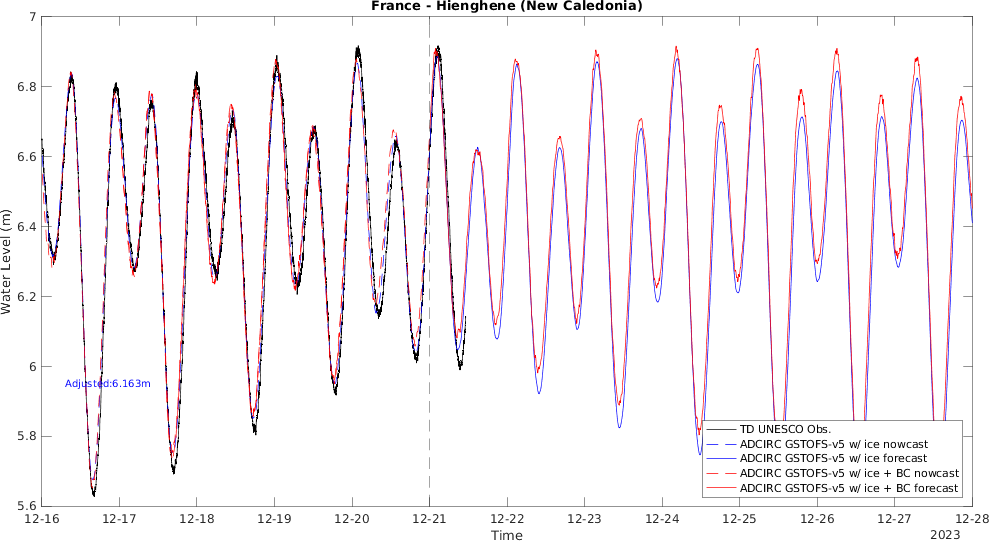 France - Hienghene (New Caledonia)
7
6.8
6.6
6.4
6.2
6
5.8
5.6
Water Level (m)
Adjusted:6.163m
TD UNESCO Obs.
ADCIRC GSTOFS-v5 w/ ice nowcast
ADCIRC GSTOFS-v5 w/ ice forecast
ADCIRC GSTOFS-v5 w/ ice + BC nowcast
ADCIRC GSTOFS-v5 w/ ice + BC forecast
12-16 12-17 12-18 12-19 12-20 12-21 12-22 12-23 12-24 12-25 12-26 12-27 12-28
Time
2023